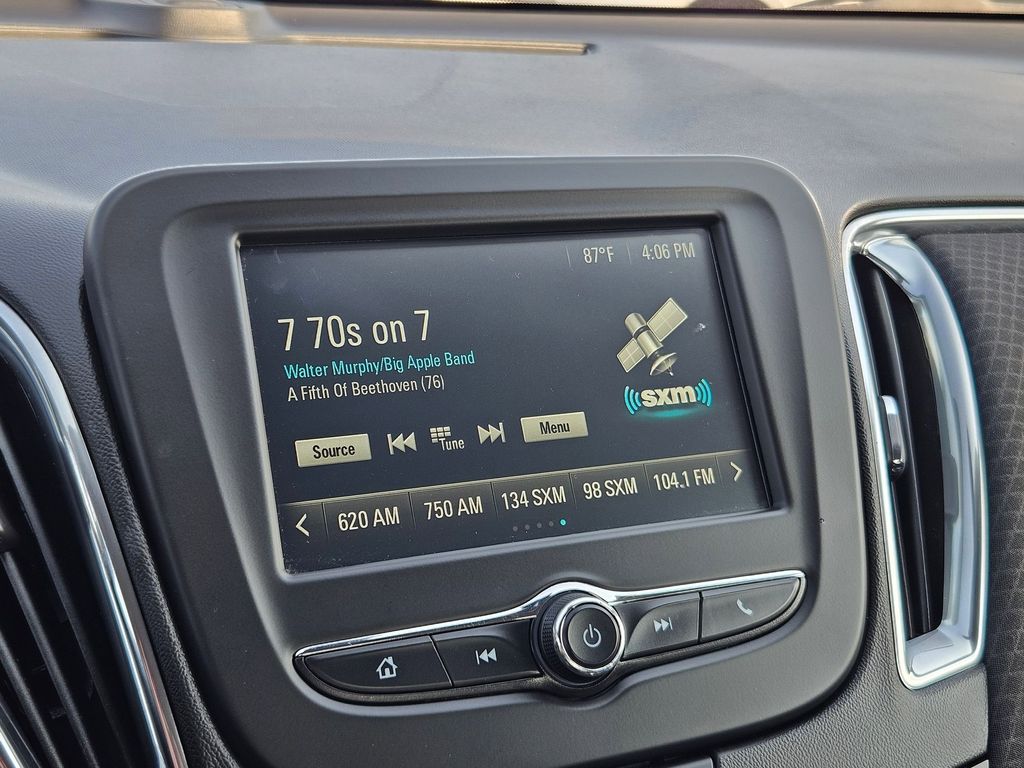 87°F 4:06 PM
7 70s on 7
Walter Murphy/Big Apple Band
A Fifth Of Beethoven (76)
sxm
Source Tune Menu
620 AM 750 AM 134 SXM 98 SXM 104.1 FM